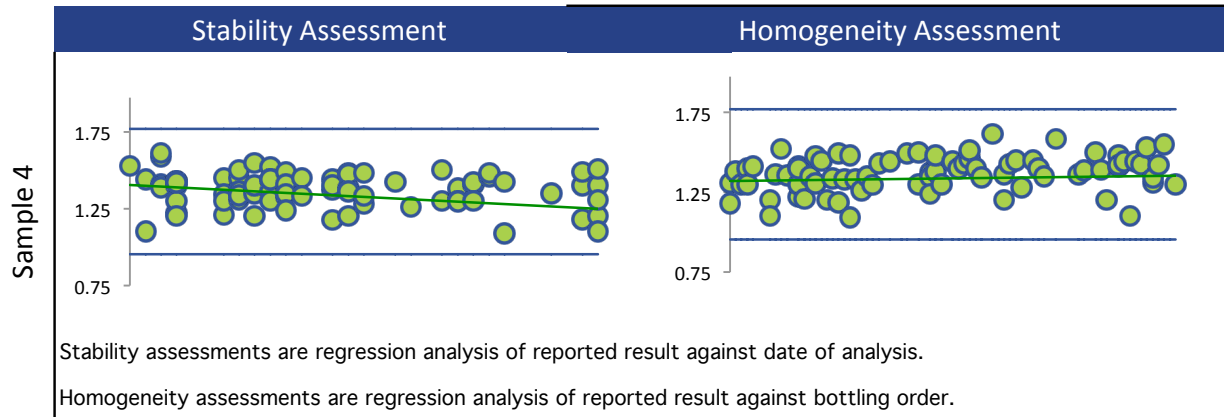 Stability Assessment
Homogeneity Assessment
Sample 4
1.75
1.25
0.75
1.75
1.25
0.75
Stability assessments are regression analysis of reported result against date of analysis.
Homogeneity assessments are regression analysis of reported result against bottling order.